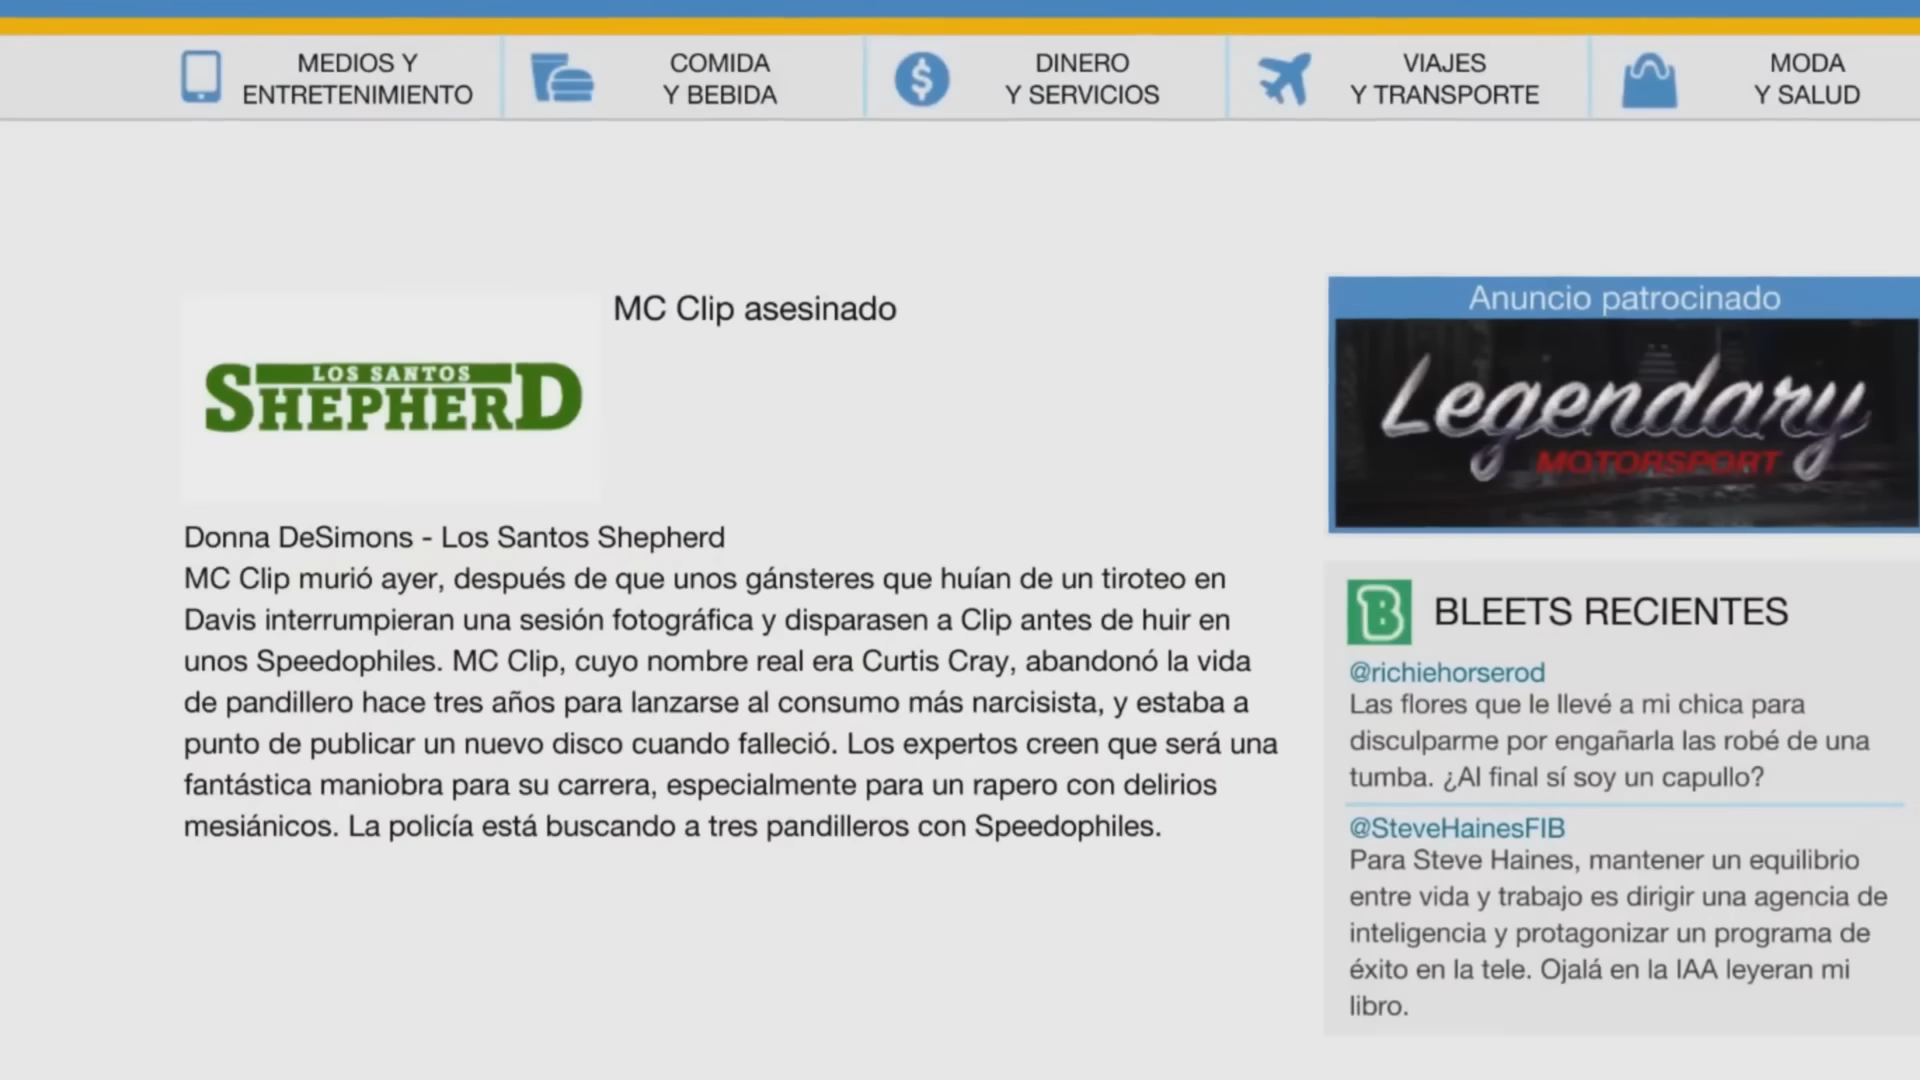 MEDIOS Y
ENTRETENIMIENTO
COMIDA
Y BEBIDA
DINERO
Y SERVICIOS
VIAJES
Y TRANSPORTE
MODA
Y SALUD
LOS SANTOS
SHEPHERD
MC Clip asesinado
Donna DeSimons - Los Santos Shepherd
MC Clip murió ayer, después de que unos gánsteres que huían de un tiroteo en
Davis interrumpieran una sesión fotográfica y disparasen a Clip antes de huir en
unos Speedophiles. MC Clip, cuyo nombre real era Curtis Cray, abandonó la vida
de pandillero hace tres años para lanzarse al consumo más narcisista, y estaba a
punto de publicar un nuevo disco cuando falleció. Los expertos creen que será una
fantástica maniobra para su carrera, especialmente para un rapero con delirios
mesiánicos. La policía está buscando a tres pandilleros con Speedophiles.
Anuncio patrocinado
Legendary
MOTORSPORT
B BLEETS RECIENTES
@richiehorserod
Las flores que le llevé a mi chica para
disculparme por engañarla las robé de una
tumba. ¿Al final sí soy un capullo?
@SteveHainesFIB
Para Steve Haines, mantener un equilibrio
entre vida y trabajo es dirigir una agencia de
inteligencia y protagonizar un programa de
éxito en la tele. Ojalá en la IAA leyeran mi
libro.